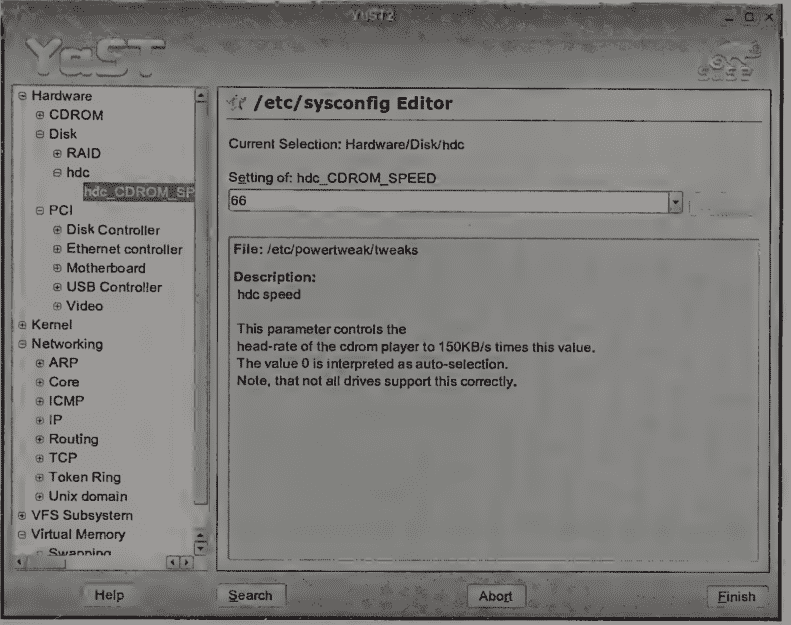 YaST2
YaST
SuSE
Hardware
CDROM
Disk
RAID
hdc
hdc_CDROM_SP
PCI
Disk Controller
Ethernet controller
Motherboard
USB Controller
Video
Kernel
Networking
ARP
Core
ICMP
IP
Routing
TCP
Token Ring
Unix domain
VFS Subsystem
Virtual Memory
Swapping
/etc/sysconfig Editor
Current Selection: Hardware/Disk/hdc
Setting of: hdc_CDROM_SPEED
66
File: /etc/powertweak/tweaks
Description:
hdc speed
This parameter controls the
head-rate of the cdrom player to 150KB/s times this value.
The value 0 is interpreted as auto-selection.
Note, that not all drives support this correctly.
Help
Search
Abort
Finish